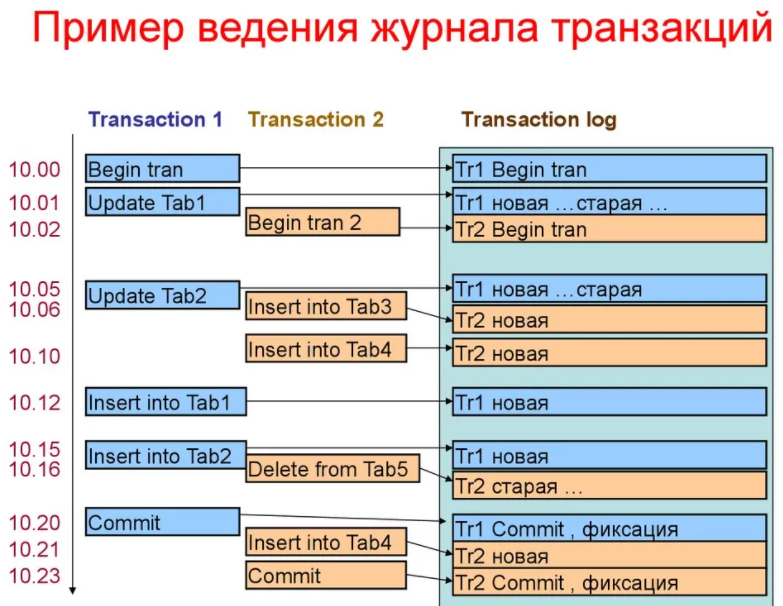 Пример ведения журнала транзакций
Transaction 1 Transaction 2 Transaction log
10.00 Begin tran Tr1 Begin tran
10.01 Update Tab1 Tr1 новая ...старая ...
10.02 Begin tran 2 Tr2 Begin tran
10.05 Update Tab2 Tr1 новая ...старая
10.06 Insert into Tab3 Tr2 новая
10.10 Insert into Tab4 Tr2 новая
10.12 Insert into Tab1 Tr1 новая
10.15 Insert into Tab2 Tr1 новая
10.16 Delete from Tab5 Tr2 старая ...
10.20 Commit Tr1 Commit , фиксация
10.21 Insert into Tab4 Tr2 новая
10.23 Commit Tr2 Commit , фиксация